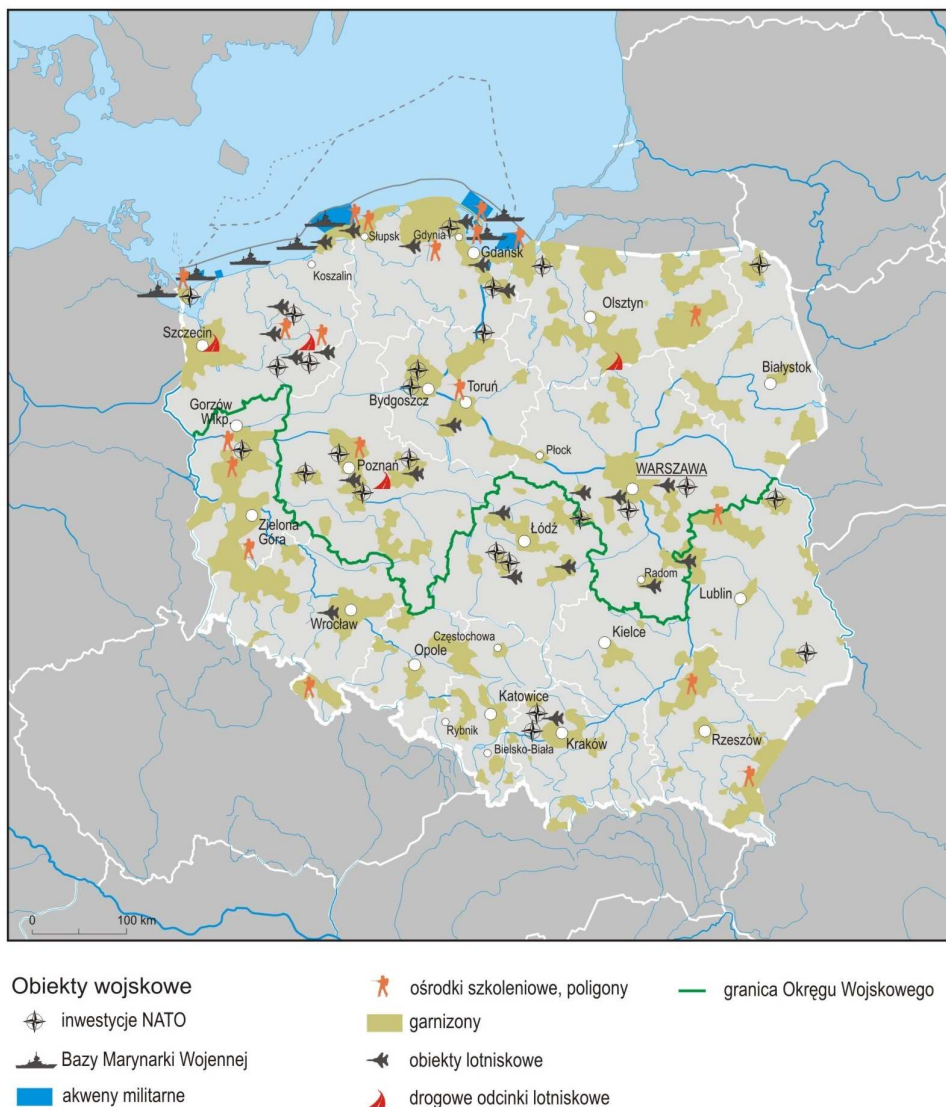 Słupsk
Gdynia
Gdańsk
Koszalin
Olsztyn
Szczecin
Białystok
Toruń
Bydgoszcz
Gorzów
Wlkp.
Płock
Poznań
WARSZAWA
Zielona
Góra
Łódź
Radom
Lublin
Wrocław
Kielce
Częstochowa
Opole
Katowice
Rybnik
Kraków
Rzeszów
Bielsko-Biała
0 100 km
Obiekty wojskowe
inwestycje NATO
Bazy Marynarki Wojennej
akweny militarne
ośrodki szkoleniowe, poligony
garnizony
obiekty lotniskowe
drogowe odcinki lotniskowe
granica Okręgu Wojskowego